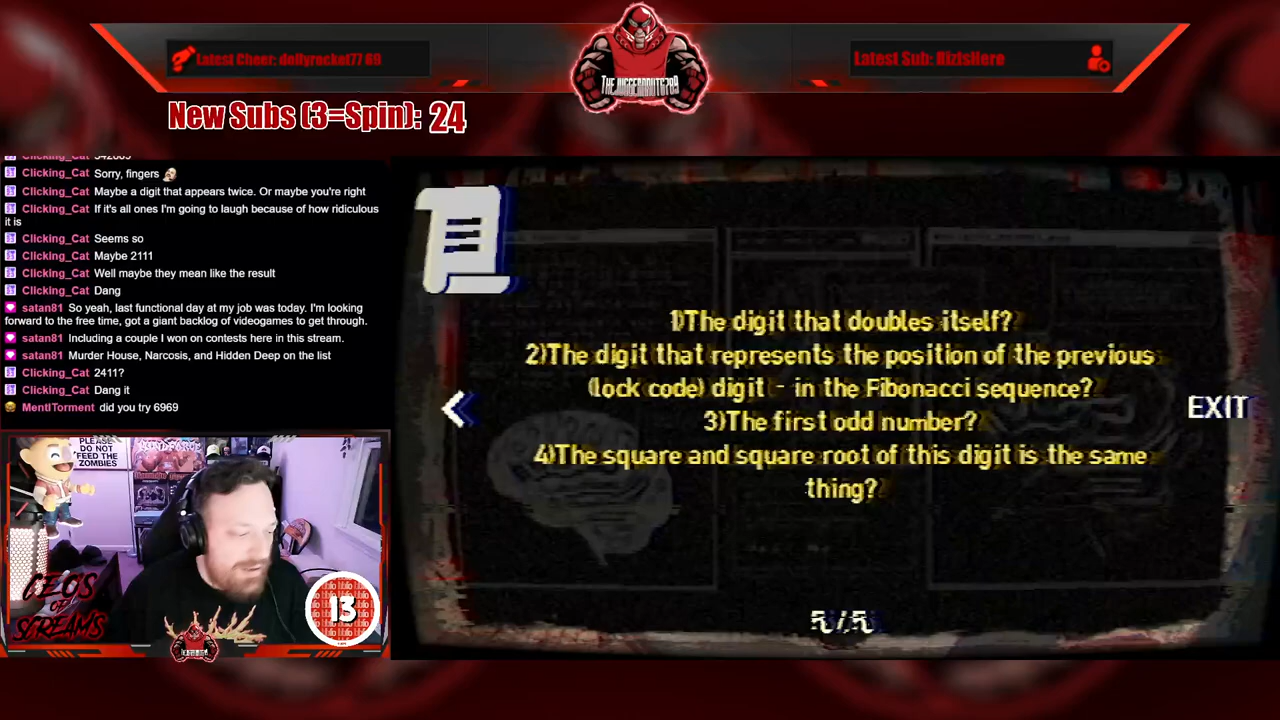 Latest Cheer: dollyrocket77 69
Latest Sub: RizIsHere
THEJUGGERNAUT6789
New Subs (3=Spin): 24
Clicking_Cat Sorry, fingers
Clicking_Cat Maybe a digit that appears twice. Or maybe you're right
Clicking_Cat If it's all ones I'm going to laugh because of how ridiculous
it is
Clicking_Cat Seems so
Clicking_Cat Maybe 2111
Clicking_Cat Well maybe they mean like the result
Clicking_Cat Dang
satan81 So yeah, last functional day at my job was today. I'm looking
forward to the free time, got a giant backlog of videogames to get through.
satan81 Including a couple I won on contests here in this stream.
satan81 Murder House, Narcosis, and Hidden Deep on the list
Clicking_Cat 2411?
Clicking_Cat Dang it
MentlTorment did you try 6969
1)The digit that doubles itself?
2)The digit that represents the position of the previous
(lock code) digit - in the Fibonacci sequence?
3)The first odd number?
4)The square and square root of this digit is the same
thing?
EXIT
5/5
PLEASE
DO NOT
FEED THE
ZOMBIES
CEO'S
OF
SCREAMS
13